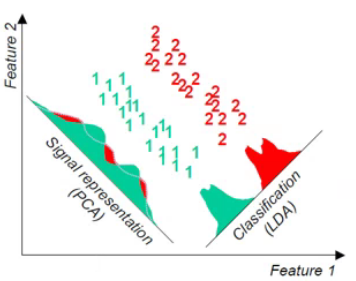 Feature 2
Signal representation
(PCA)
Classification
(LDA)
Feature 1